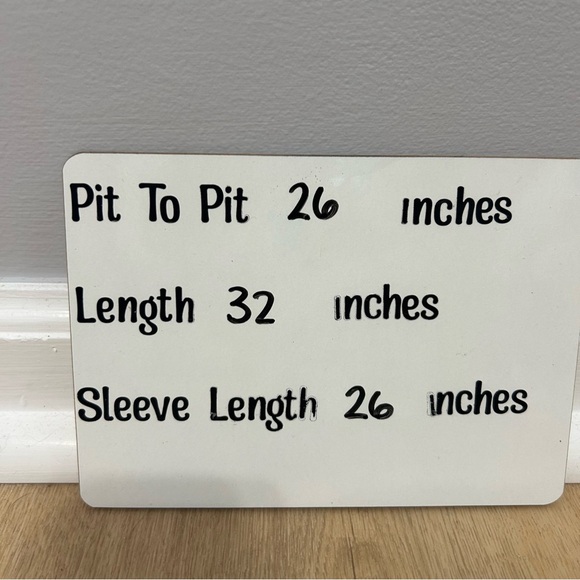 Pit To Pit 26 inches
Length 32 inches
Sleeve Length 26 inches